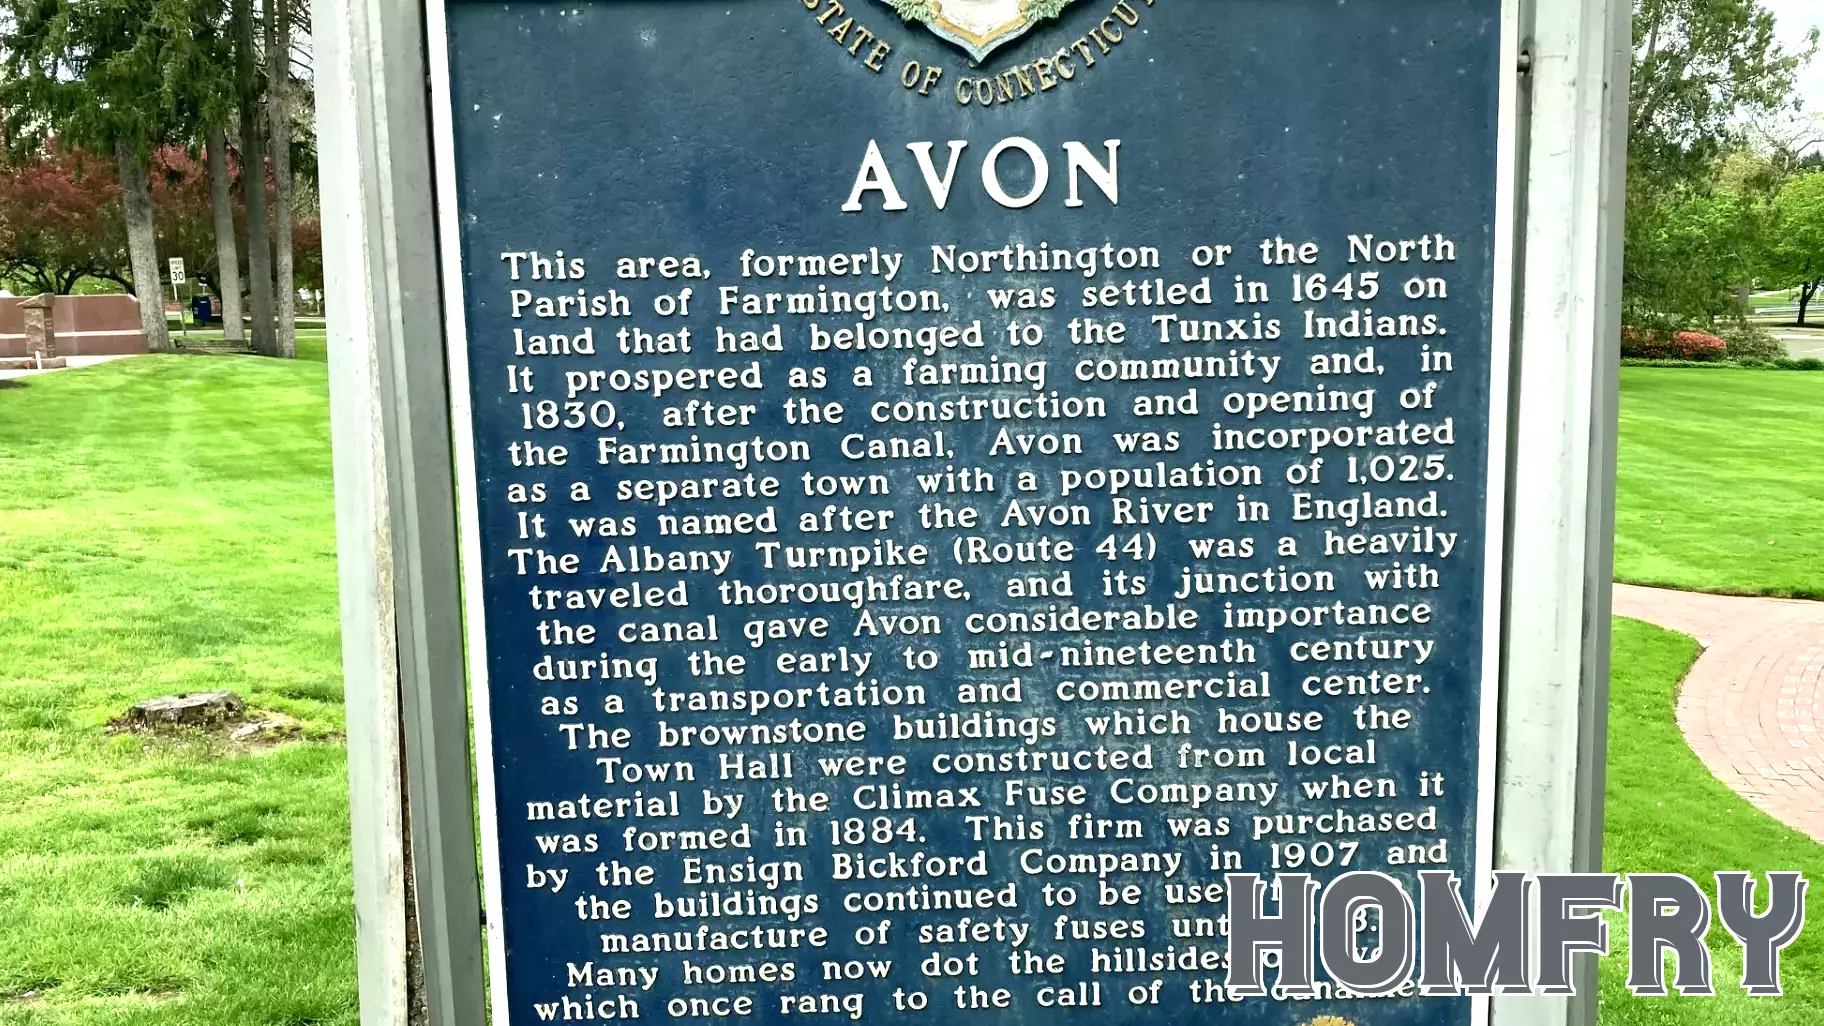 STATE OF CONNECTICUT
AVON
This area, formerly Northington or the North
Parish of Farmington, was settled in 1645 on
land that had belonged to the Tunxis Indians.
It prospered as a farming community and, in
1830, after the construction and opening of
the Farmington Canal, Avon was incorporated
as a separate town with a population of 1,025.
It was named after the Avon River in England.
The Albany Turnpike (Route 44) was a heavily
traveled thoroughfare, and its junction with
the canal gave Avon considerable importance
during the early to mid-nineteenth century
as a transportation and commercial center.
The brownstone buildings which house the
Town Hall were constructed from local
material by the Climax Fuse Company when it
was formed in 1884. This firm was purchased
by the Ensign Bickford Company in 1907 and
the buildings continued to be
manufacture of safety fuses
Many homes now dot the hillsides
which once rang to the call of the
SPEED LIMIT 30
HOMFRY